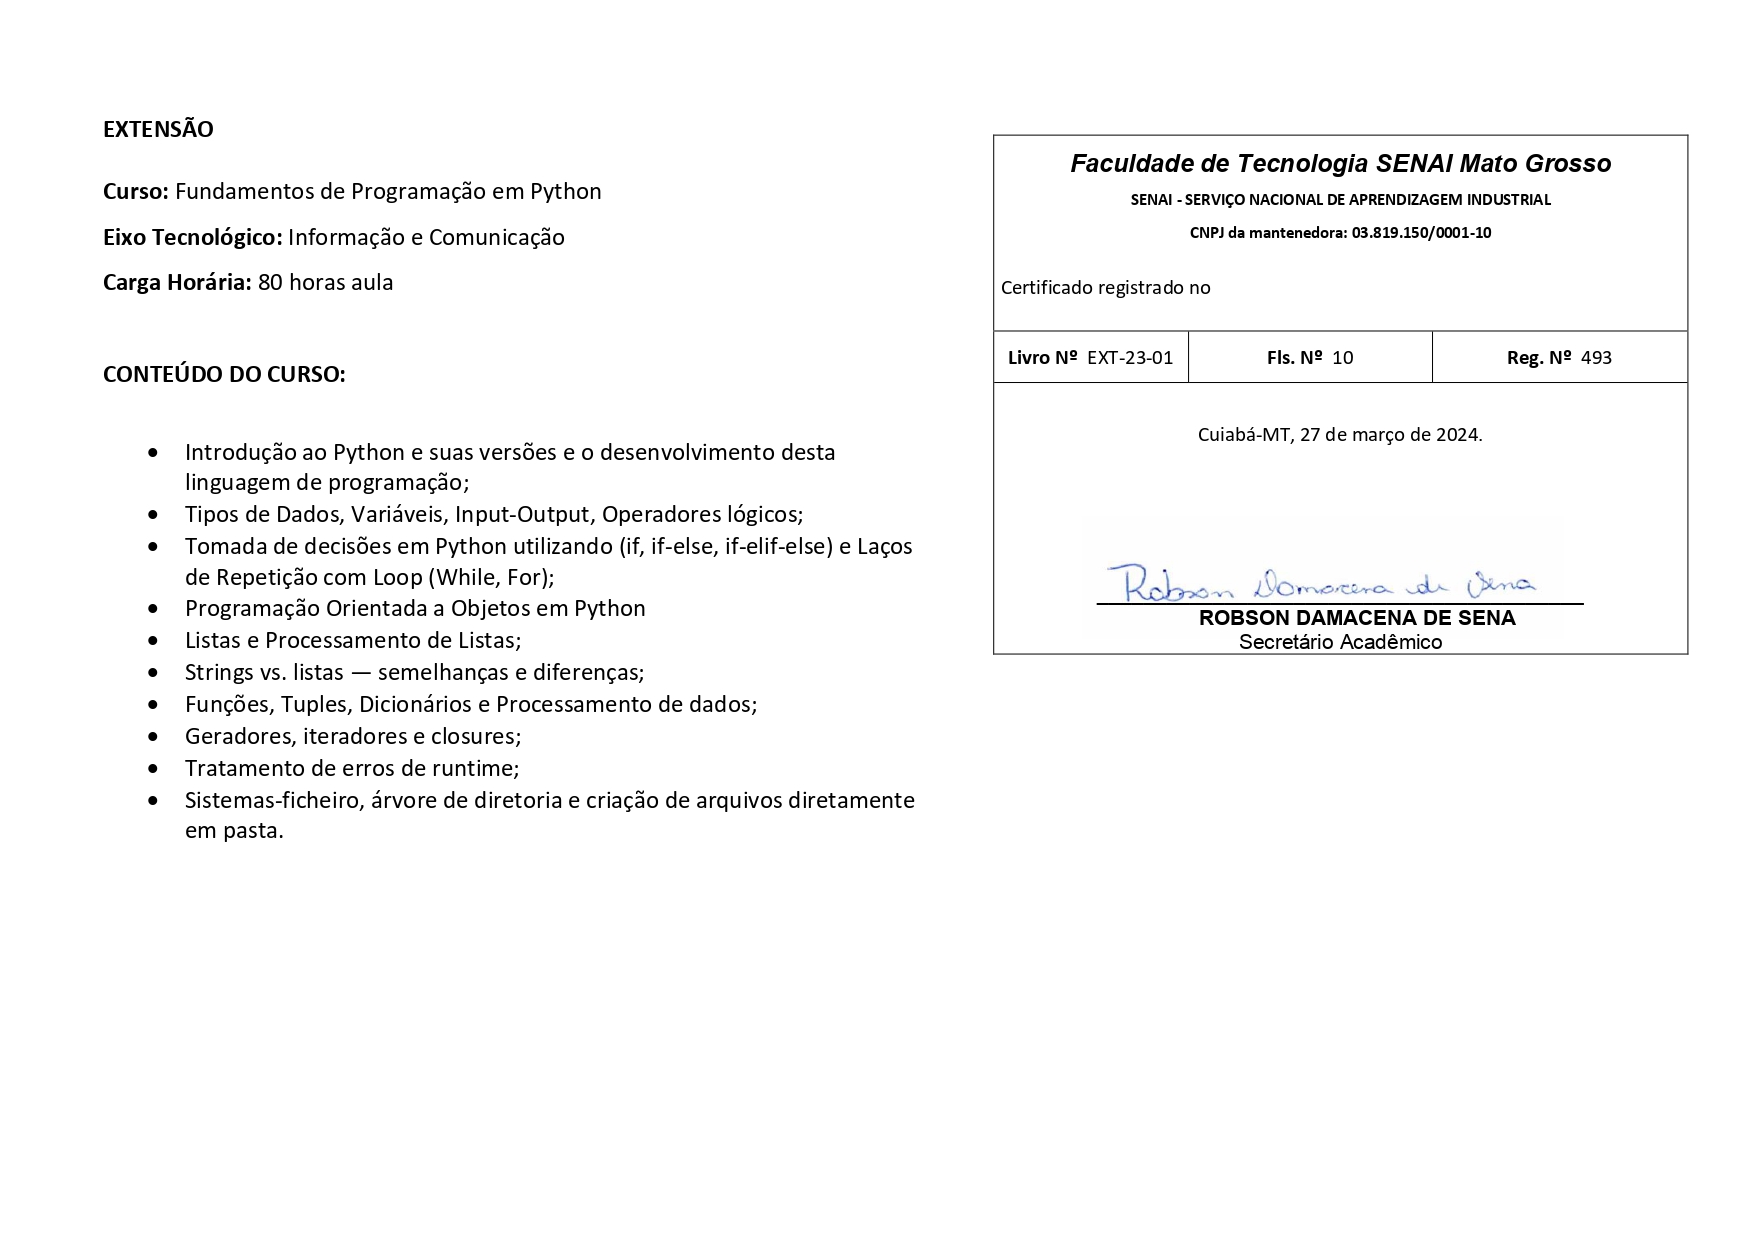 EXTENSÃO
Curso: Fundamentos de Programação em Python
Eixo Tecnológico: Informação e Comunicação
Carga Horária: 80 horas aula
CONTEÚDO DO CURSO:
• Introdução ao Python e suas versões e o desenvolvimento desta
linguagem de programação;
• Tipos de Dados, Variáveis, Input-Output, Operadores lógicos;
• Tomada de decisões em Python utilizando (if, if-else, if-elif-else) e Laços
de Repetição com Loop (While, For);
• Programação Orientada a Objetos em Python
• Listas e Processamento de Listas;
• Strings vs. listas — semelhanças e diferenças;
• Funções, Tuples, Dicionários e Processamento de dados;
• Geradores, iteradores e closures;
• Tratamento de erros de runtime;
• Sistemas-ficheiro, árvore de diretoria e criação de arquivos diretamente
em pasta.
Faculdade de Tecnologia SENAI Mato Grosso
SENAI - SERVIÇO NACIONAL DE APRENDIZAGEM INDUSTRIAL
CNPJ da mantenedora: 03.819.150/0001-10
Certificado registrado no
Livro Nº EXT-23-01 Fls. Nº 10 Reg. Nº 493
Cuiabá-MT, 27 de março de 2024.
Robson Damacena de Sena
ROBSON DAMACENA DE SENA
Secretário Acadêmico